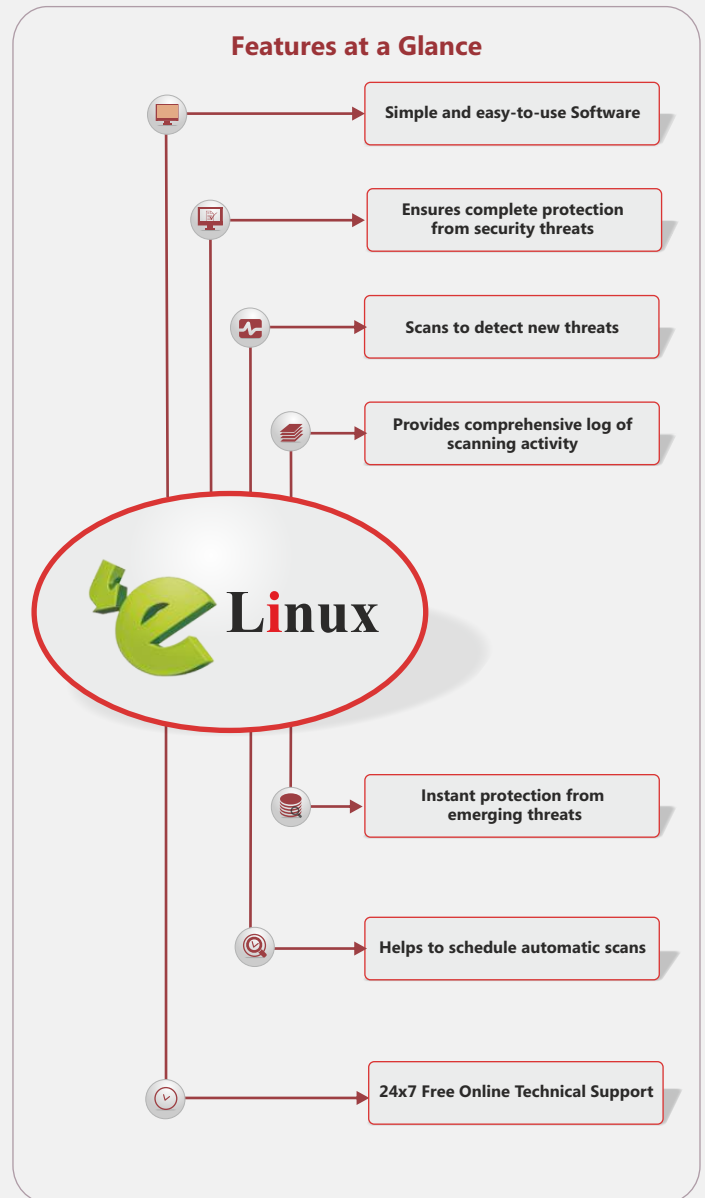 Features at a Glance
Simple and easy-to-use Software
Ensures complete protection
from security threats
Scans to detect new threats
Provides comprehensive log of
scanning activity
e Linux
Instant protection from
emerging threats
Helps to schedule automatic scans
24x7 Free Online Technical Support